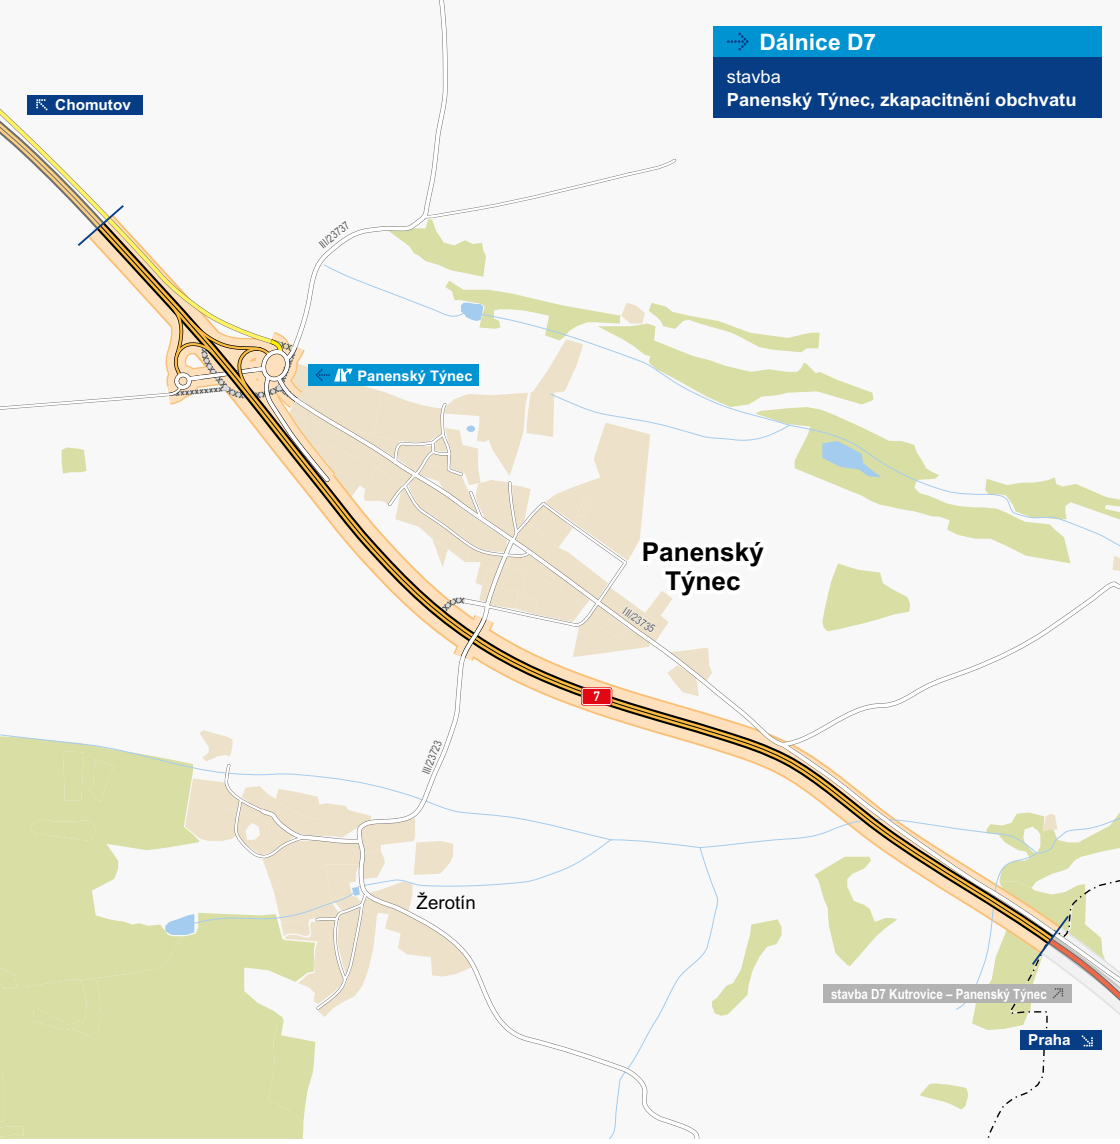 Dálnice D7
stavba
Panenský Týnec, zkapacitnění obchvatu
Chomutov
III/23737
Panenský Týnec
Panenský
Týnec
III/23735
7
III/23723
Žerotín
stavba D7 Kutrovice – Panenský Týnec
Praha